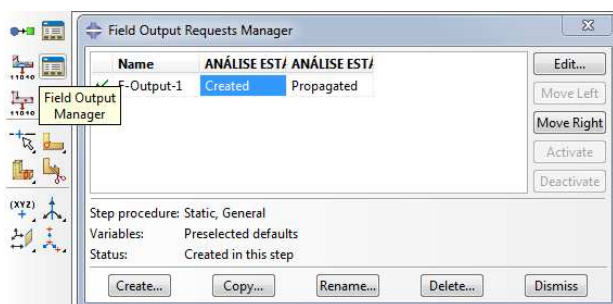 Field Output Requests Manager
Name ANÁLISE ESTÁ ANÁLISE ESTÁ
F-Output-1 Created Propagated
Edit...
Move Left
Move Right
Activate
Deactivate
Field Output
Manager
(XYZ)
Step procedure: Static, General
Variables: Preselected defaults
Status: Created in this step
Create... Copy... Rename... Delete... Dismiss